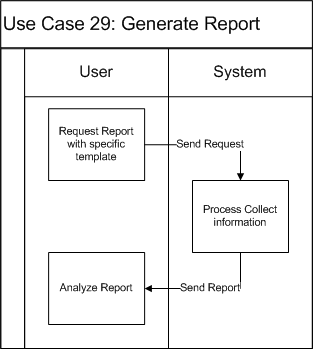 Use Case 29: Generate Report
User
System
Request Report
with specific
template
Send Request
Process Collect
information
Analyze Report
Send Report